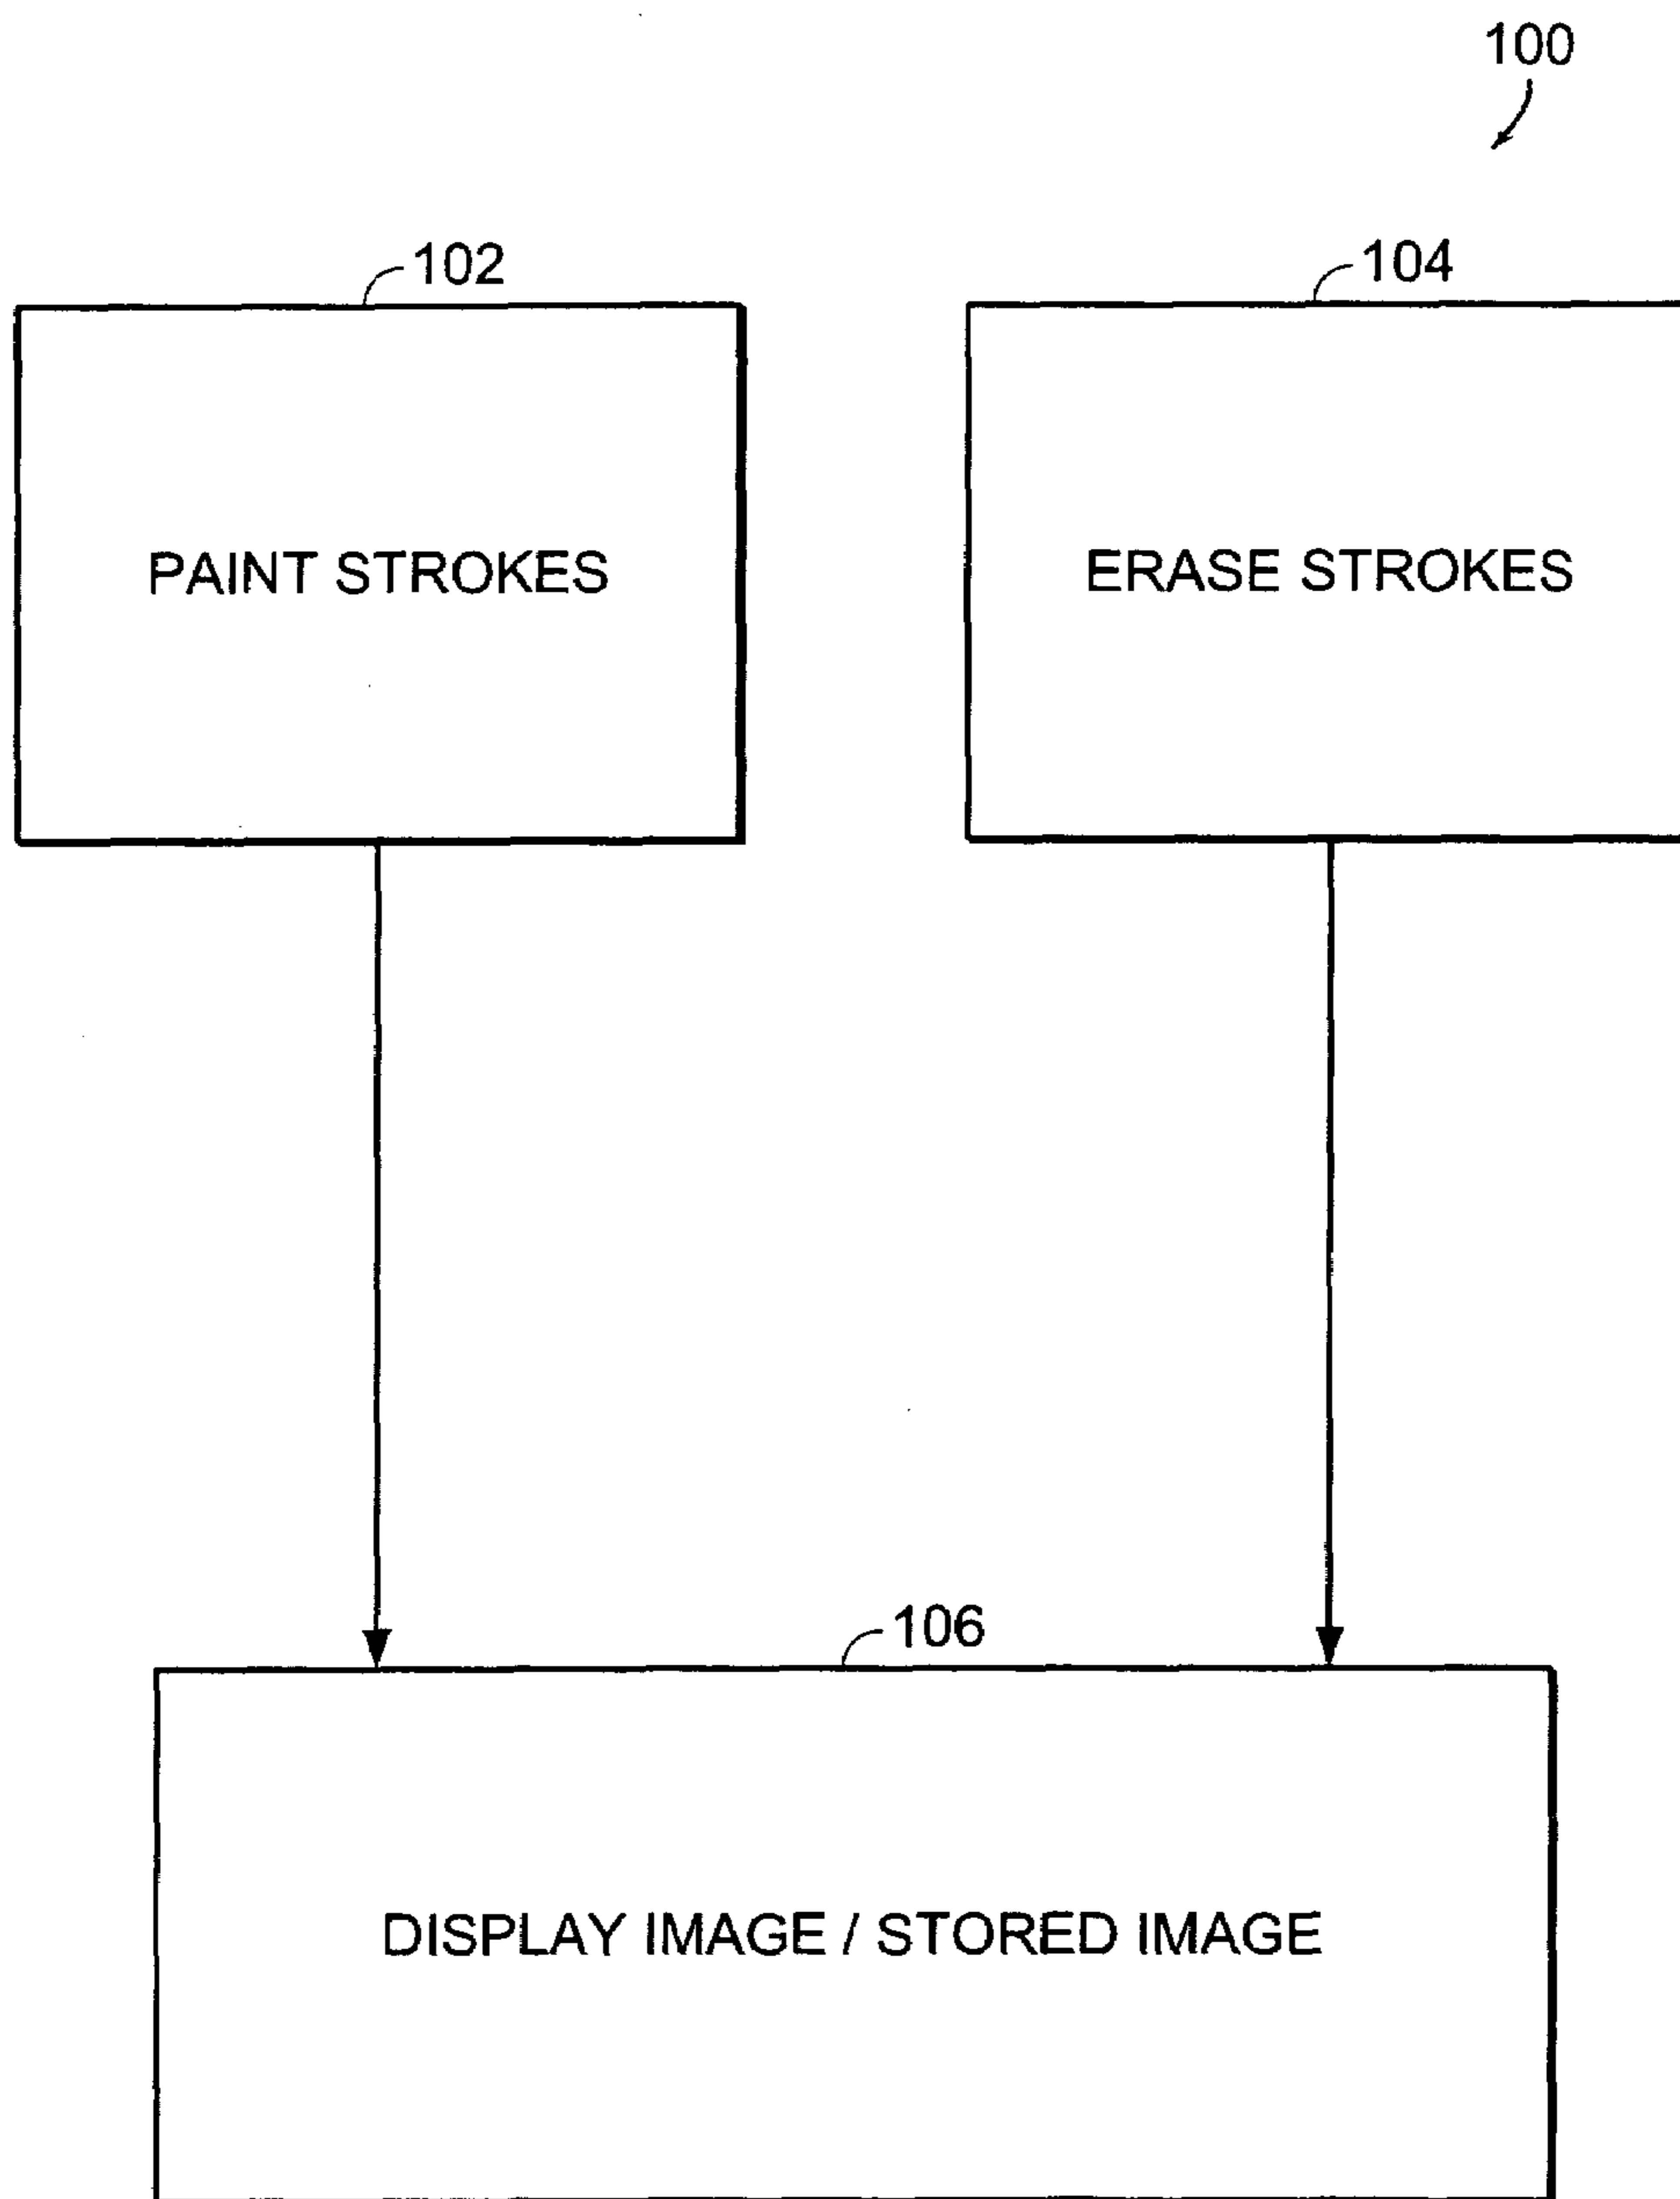 100
102
104
PAINT STROKES
ERASE STROKES
106
DISPLAY IMAGE / STORED IMAGE